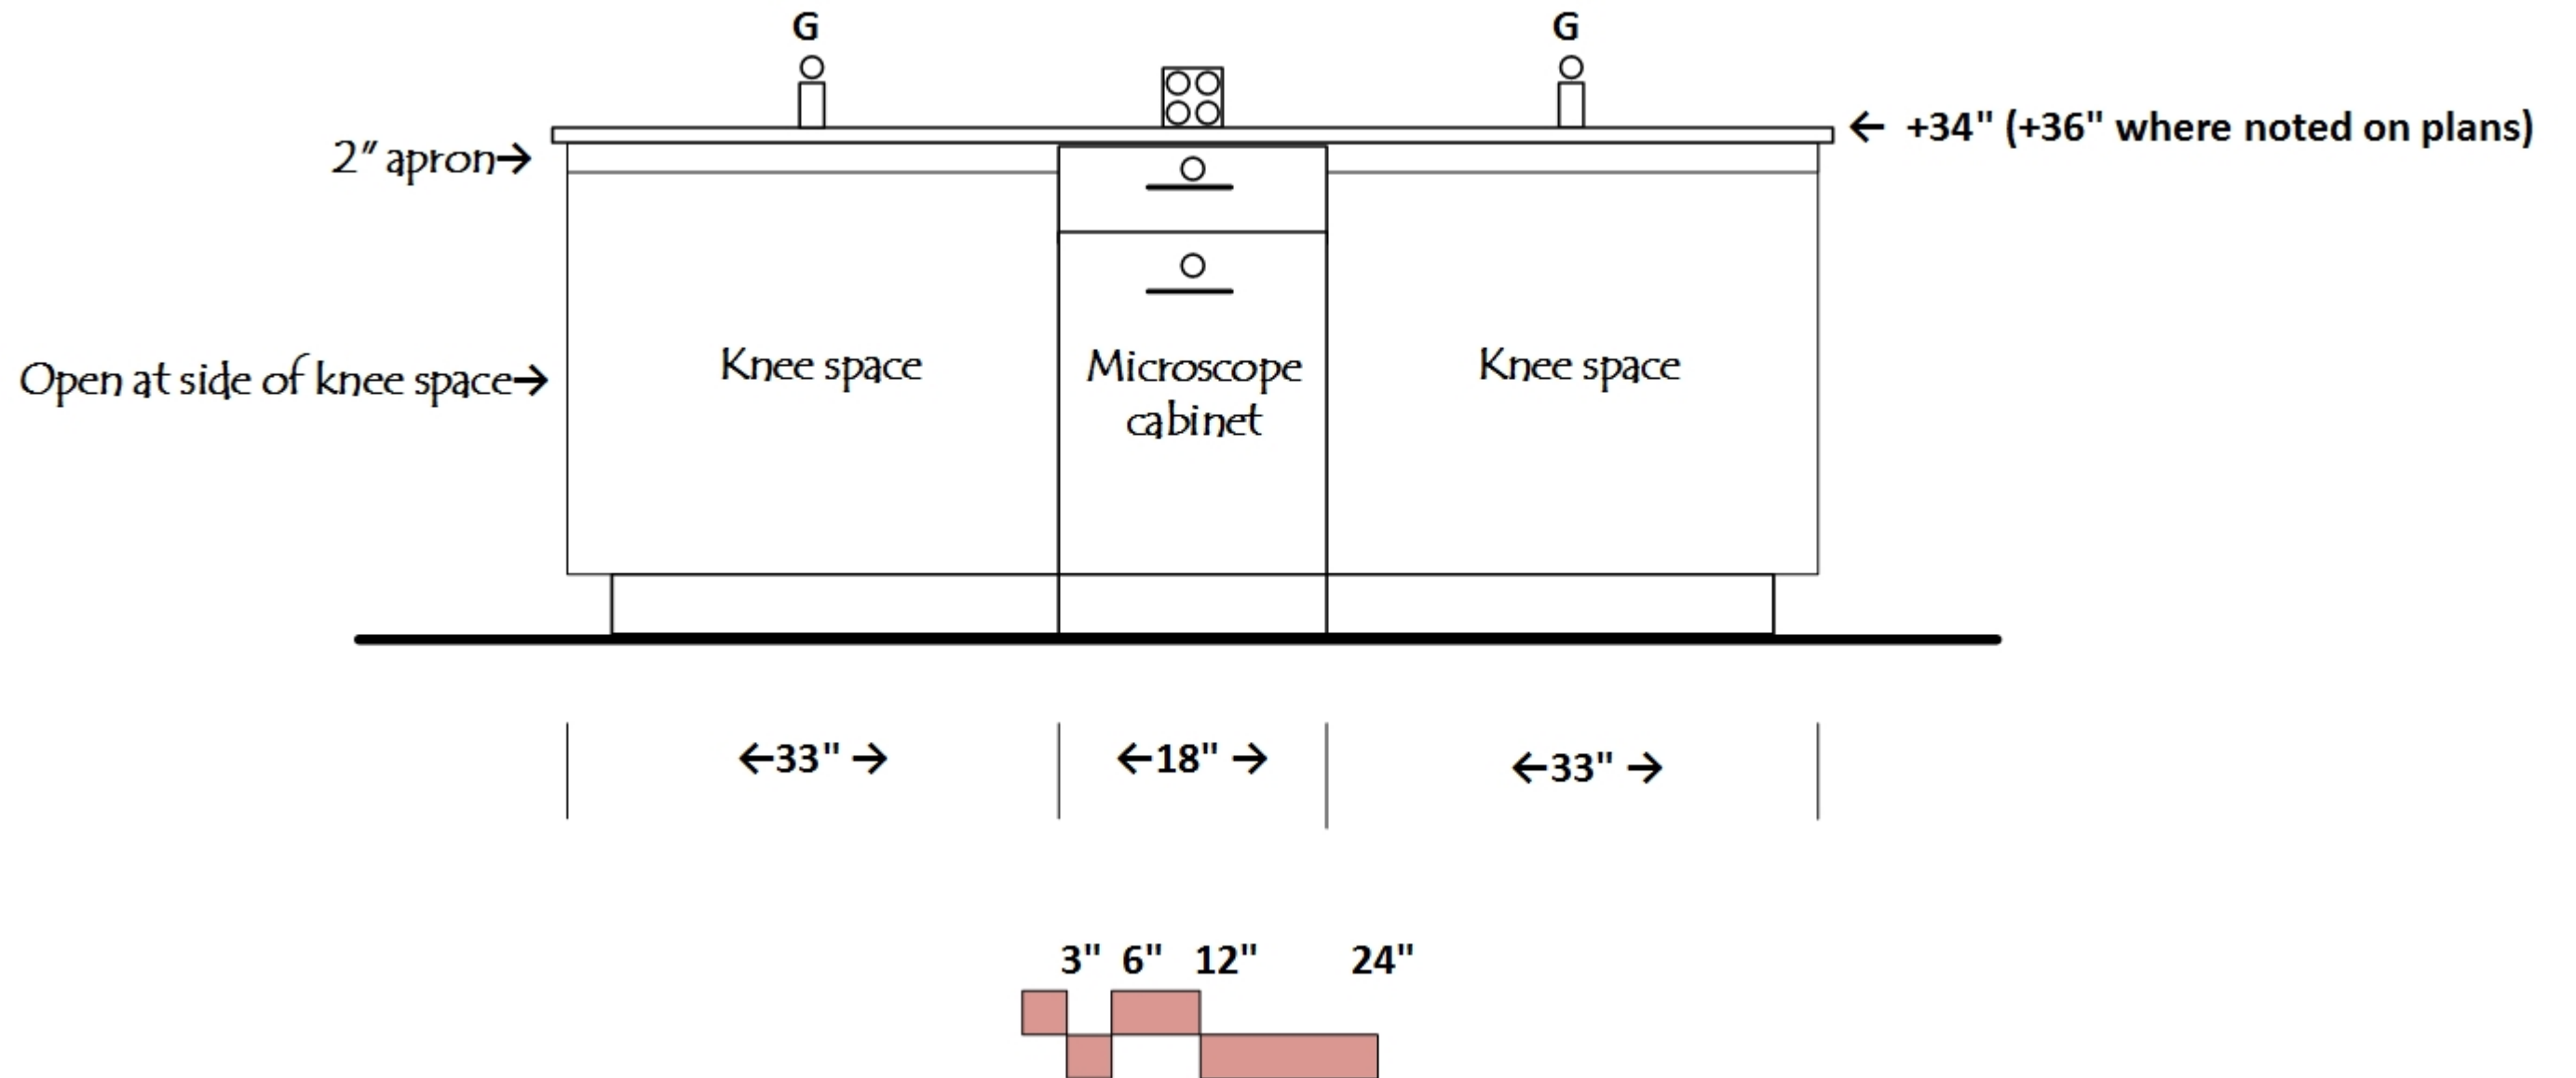 G G
← +34" (+36" where noted on plans)
2" apron→
Open at side of knee space→
Knee space
Microscope
cabinet
Knee space
←33" →
←18" →
←33" →
3" 6" 12" 24"